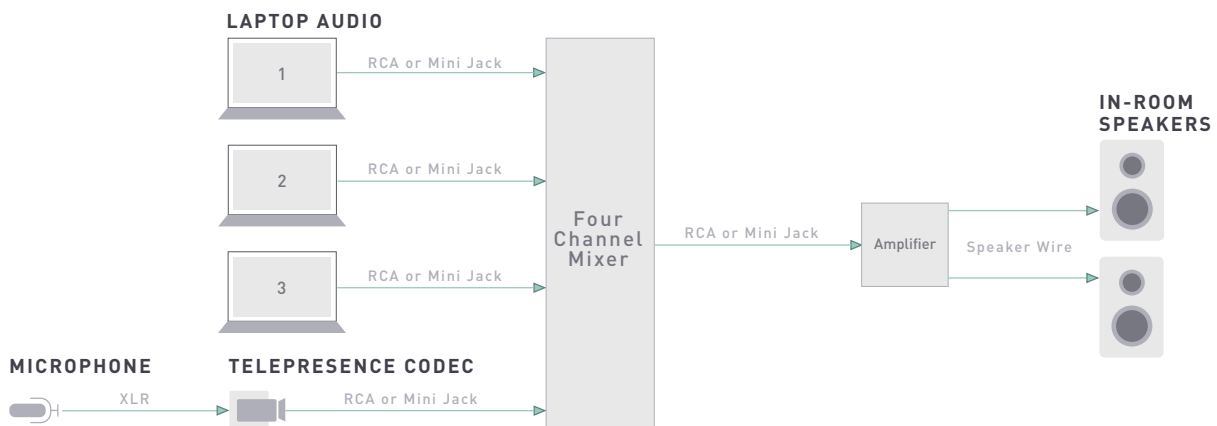 LAPTOP AUDIO
1
RCA or Mini Jack
2
RCA or Mini Jack
3
RCA or Mini Jack
MICROPHONE
XLR
TELEPRESENCE CODEC
RCA or Mini Jack
Four
Channel
Mixer
RCA or Mini Jack
Amplifier
Speaker Wire
IN-ROOM
SPEAKERS